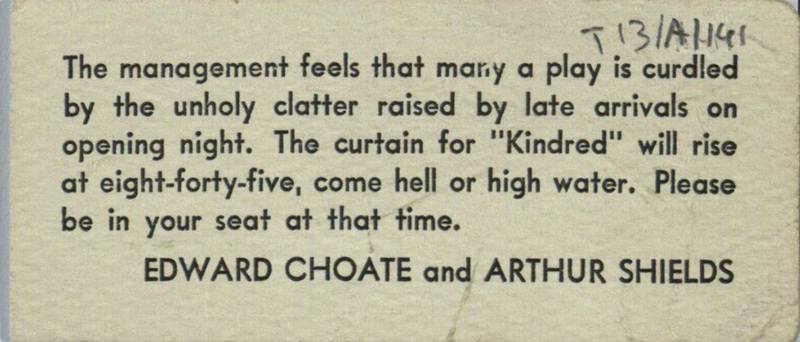 T13/A/141
The management feels that many a play is curdled
by the unholy clatter raised by late arrivals on
opening night. The curtain for "Kindred" will rise
at eight-forty-five, come hell or high water. Please
be in your seat at that time.
EDWARD CHOATE and ARTHUR SHIELDS